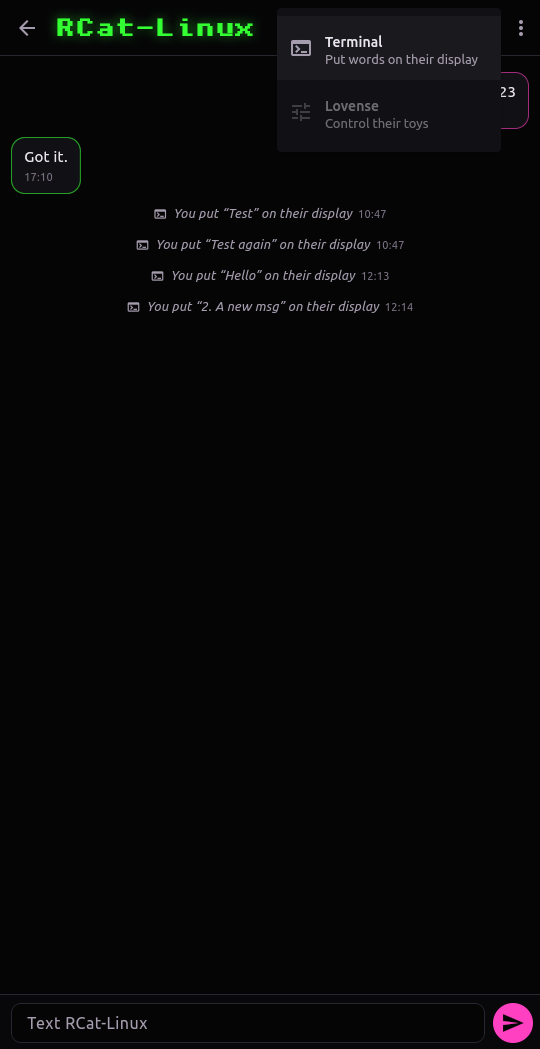 RCat-Linux
Terminal
Put words on their display
Lovense
Control their toys
23
Got it.
17:10
You put “Test” on their display 10:47
You put “Test again” on their display 10:47
You put “Hello” on their display 12:13
You put “2. A new msg” on their display 12:14
Text RCat-Linux